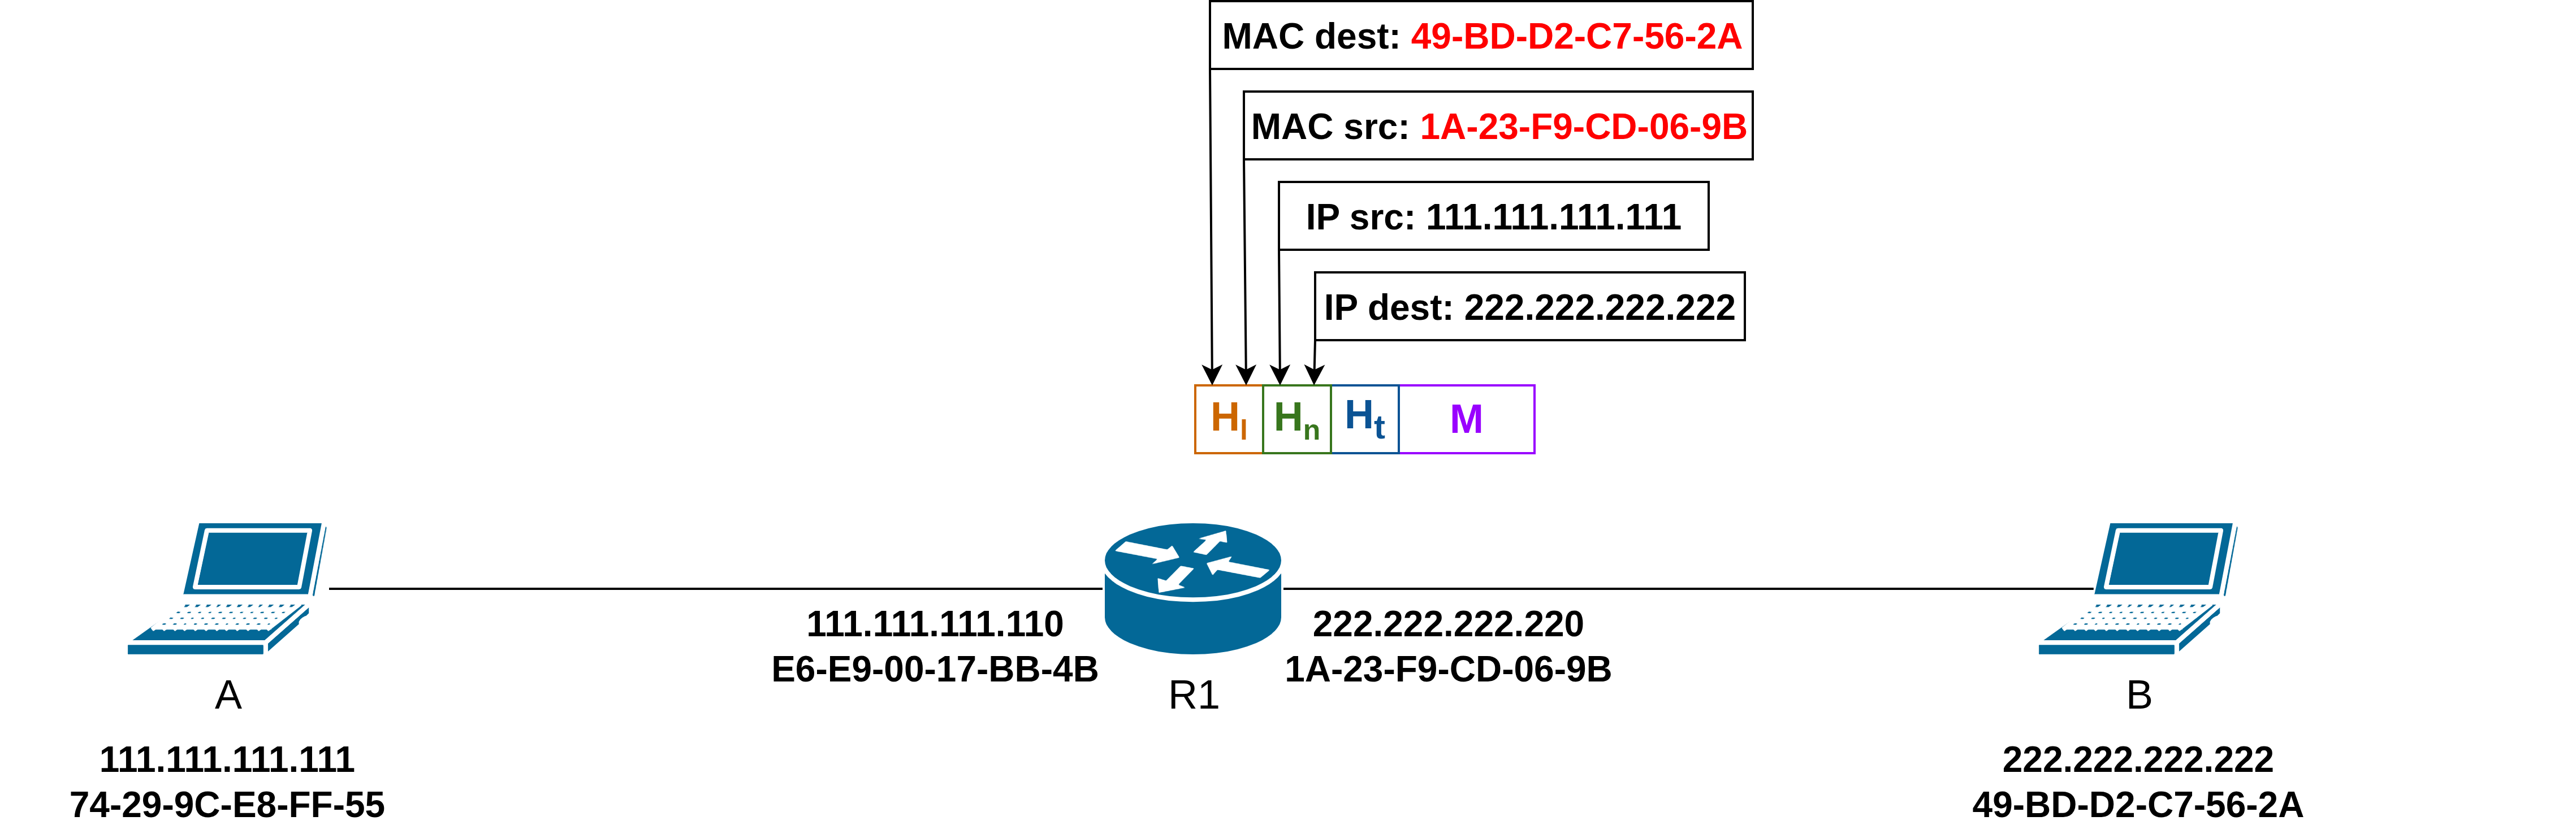 MAC dest: 49-BD-D2-C7-56-2A
MAC src: 1A-23-F9-CD-06-9B
IP src: 111.111.111.111
IP dest: 222.222.222.222
Hl Hn Ht M
111.111.111.110
E6-E9-00-17-BB-4B
222.222.222.220
1A-23-F9-CD-06-9B
A
R1
B
111.111.111.111
74-29-9C-E8-FF-55
222.222.222.222
49-BD-D2-C7-56-2A